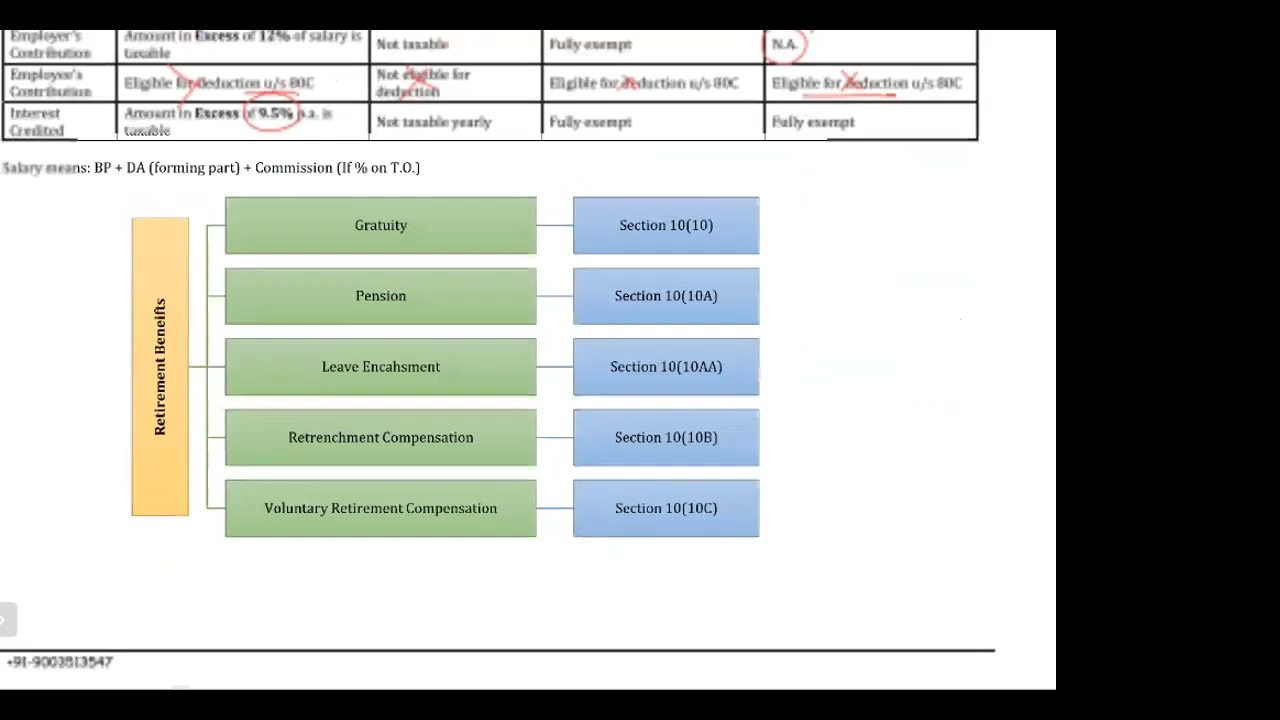 Employer's Amount in Excess of 12% of salary is
Contribution taxable Not taxable Fully exempt N.A.
Employee's Not eligible for
Contribution Eligible for deduction u/s 80C deduction Eligible for deduction u/s 80C Eligible for deduction u/s 80C
Interest Amount in Excess of 9.5% p.a. is
Credited taxable Not taxable yearly Fully exempt Fully exempt
Salary means: BP + DA (forming part) + Commission (If % on T.O.)
Retirement Beneifts
Gratuity Section 10(10)
Pension Section 10(10A)
Leave Encahsment Section 10(10AA)
Retrenchment Compensation Section 10(10B)
Voluntary Retirement Compensation Section 10(10C)
+91-9003813547